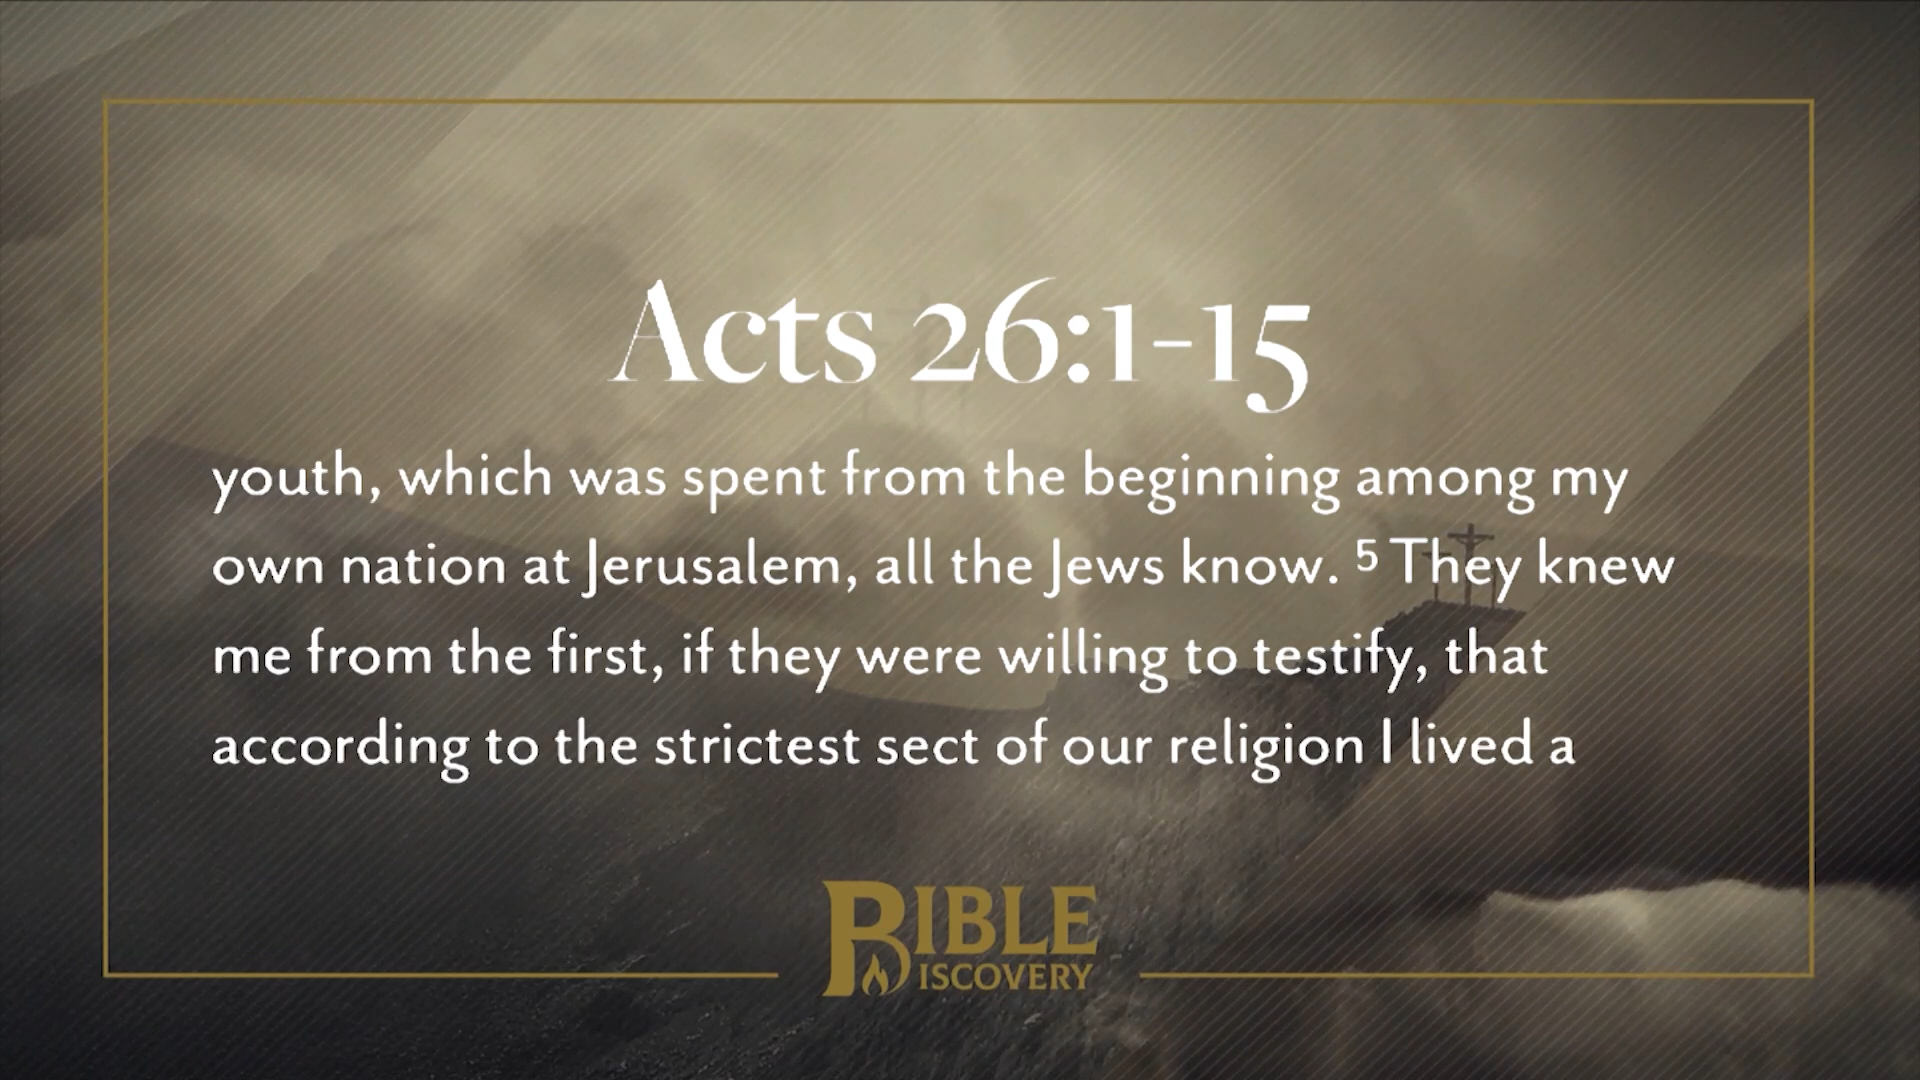 Acts 26:1-15
youth, which was spent from the beginning among my
own nation at Jerusalem, all the Jews know. 5 They knew
me from the first, if they were willing to testify, that
according to the strictest sect of our religion I lived a
BIBLE
DISCOVERY